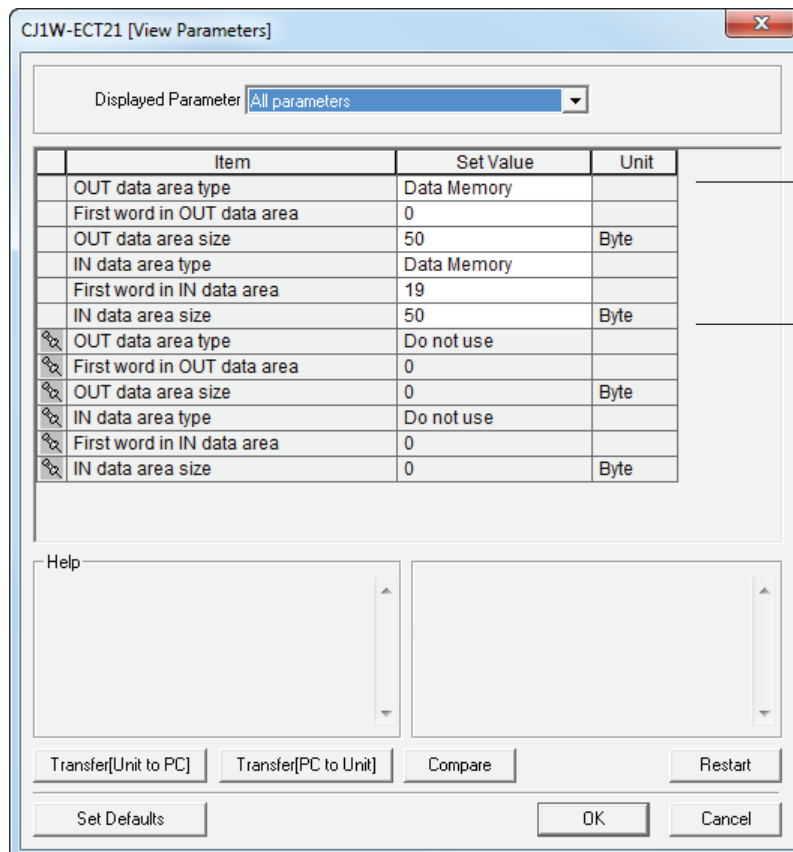 CJ1W-ECT21 [View Parameters]
Displayed Parameter All parameters
Item Set Value Unit
OUT data area type Data Memory
First word in OUT data area 0
OUT data area size 50 Byte
IN data area type Data Memory
First word in IN data area 19
IN data area size 50 Byte
OUT data area type Do not use
First word in OUT data area 0
OUT data area size 0 Byte
IN data area type Do not use
First word in IN data area 0
IN data area size 0 Byte
Help
Transfer[Unit to PC] Transfer[PC to Unit] Compare Restart
Set Defaults OK Cancel